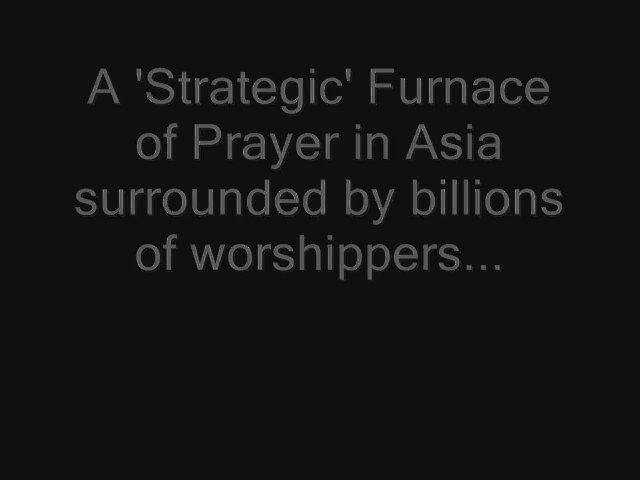 A 'Strategic' Furnace
of Prayer in Asia
surrounded by billions
of worshippers...